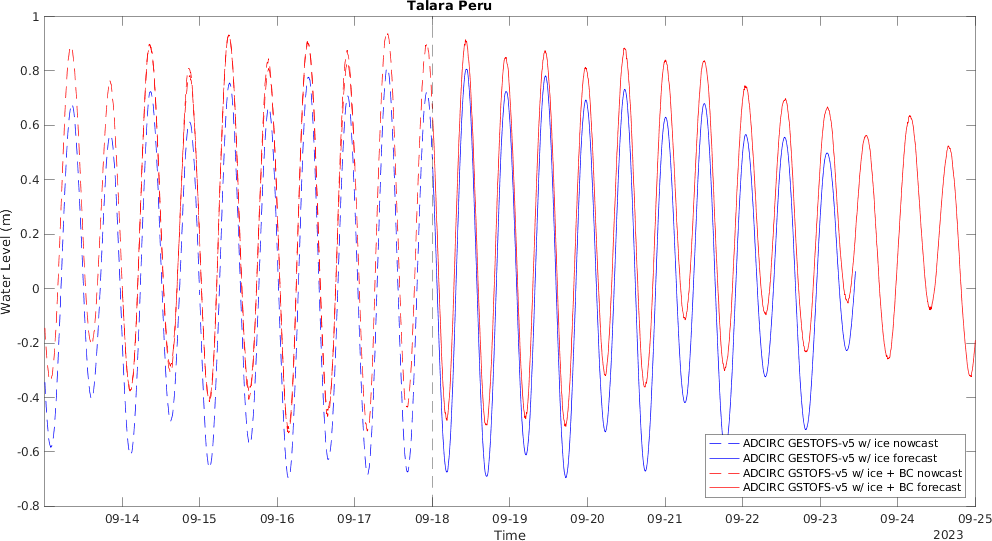 Talara Peru
Water Level (m)
1
0.8
0.6
0.4
0.2
0
-0.2
-0.4
-0.6
-0.8
09-14 09-15 09-16 09-17 09-18 09-19 09-20 09-21 09-22 09-23 09-24 09-25
Time
2023
ADCIRC GESTOFS-v5 w/ ice nowcast
ADCIRC GESTOFS-v5 w/ ice forecast
ADCIRC GSTOFS-v5 w/ ice + BC nowcast
ADCIRC GSTOFS-v5 w/ ice + BC forecast